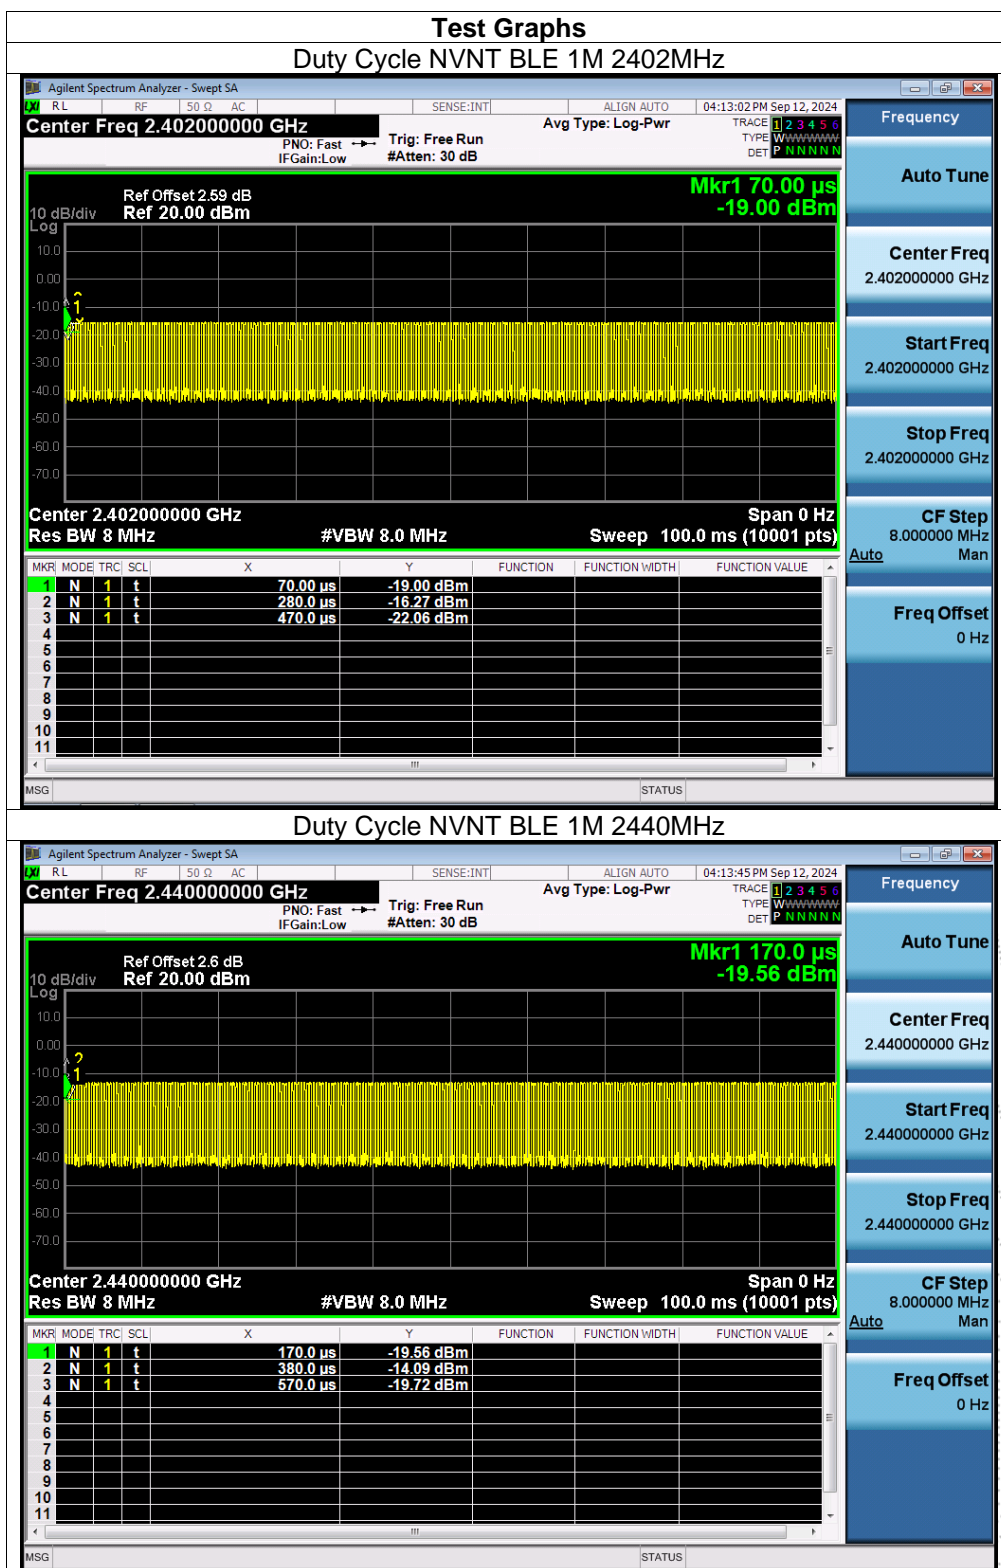 Test Graphs
Duty Cycle NVNT BLE 1M 2402MHz
Agilent Spectrum Analyzer - Swept SA
LXI RL RF 50 Ω AC SENSE:INT ALIGN AUTO 04:13:02 PM Sep 12, 2024
Center Freq 2.402000000 GHz
PNO: Fast
IFGain:Low
Trig: Free Run
#Atten: 30 dB
Avg Type: Log-Pwr
TRACE 1 2 3 4 5 6
TYPE WWWWWW
DET P N N N N N
Frequency
Auto Tune
Center Freq
2.402000000 GHz
Start Freq
2.402000000 GHz
Stop Freq
2.402000000 GHz
CF Step
8.000000 MHz
Auto Man
Freq Offset
0 Hz
Mkr1 70.00 µs
-19.00 dBm
Ref Offset 2.59 dB
10 dB/div Ref 20.00 dBm
Log
10.0
0.00
-10.0
-20.0
-30.0
-40.0
-50.0
-60.0
-70.0
1
Center 2.402000000 GHz Span 0 Hz
Res BW 8 MHz #VBW 8.0 MHz Sweep 100.0 ms (10001 pts)
MKR MODE TRC SCL X Y FUNCTION FUNCTION WIDTH FUNCTION VALUE
1 N 1 t 70.00 µs -19.00 dBm
2 N 1 t 280.0 µs -16.27 dBm
3 N 1 t 470.0 µs -22.06 dBm
4
5
6
7
8
9
10
11
MSG STATUS
Duty Cycle NVNT BLE 1M 2440MHz
Agilent Spectrum Analyzer - Swept SA
LXI RL RF 50 Ω AC SENSE:INT ALIGN AUTO 04:13:45 PM Sep 12, 2024
Center Freq 2.440000000 GHz
PNO: Fast
IFGain:Low
Trig: Free Run
#Atten: 30 dB
Avg Type: Log-Pwr
TRACE 1 2 3 4 5 6
TYPE WWWWWW
DET P N N N N N
Frequency
Auto Tune
Center Freq
2.440000000 GHz
Start Freq
2.440000000 GHz
Stop Freq
2.440000000 GHz
CF Step
8.000000 MHz
Auto Man
Freq Offset
0 Hz
Mkr1 170.0 µs
-19.56 dBm
Ref Offset 2.6 dB
10 dB/div Ref 20.00 dBm
Log
10.0
0.00
-10.0
-20.0
-30.0
-40.0
-50.0
-60.0
-70.0
2
1
Center 2.440000000 GHz Span 0 Hz
Res BW 8 MHz #VBW 8.0 MHz Sweep 100.0 ms (10001 pts)
MKR MODE TRC SCL X Y FUNCTION FUNCTION WIDTH FUNCTION VALUE
1 N 1 t 170.0 µs -19.56 dBm
2 N 1 t 380.0 µs -14.09 dBm
3 N 1 t 570.0 µs -19.72 dBm
4
5
6
7
8
9
10
11
MSG STATUS